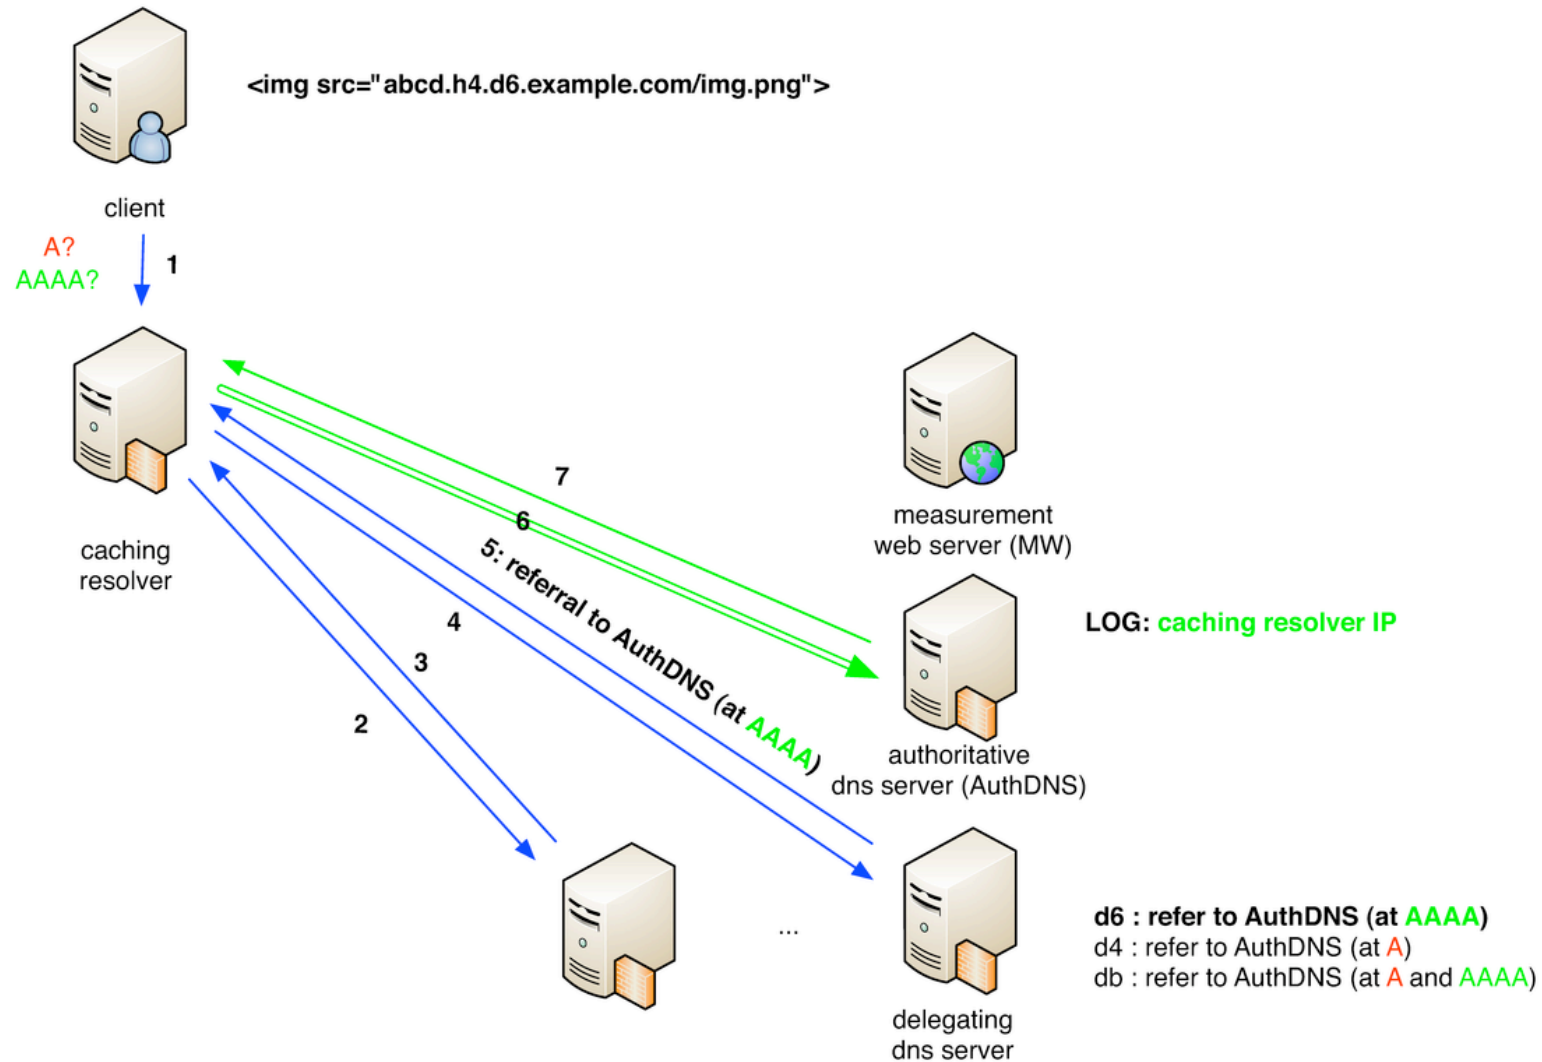 <img src="abcd.h4.d6.example.com/img.png">
client
A?
AAAA?
1
caching
resolver
7
6
5: referral to AuthDNS (at AAAA)
4
3
2
measurement
web server (MW)
LOG: caching resolver IP
authoritative
dns server (AuthDNS)
...
d6 : refer to AuthDNS (at AAAA)
d4 : refer to AuthDNS (at A)
db : refer to AuthDNS (at A and AAAA)
delegating
dns server